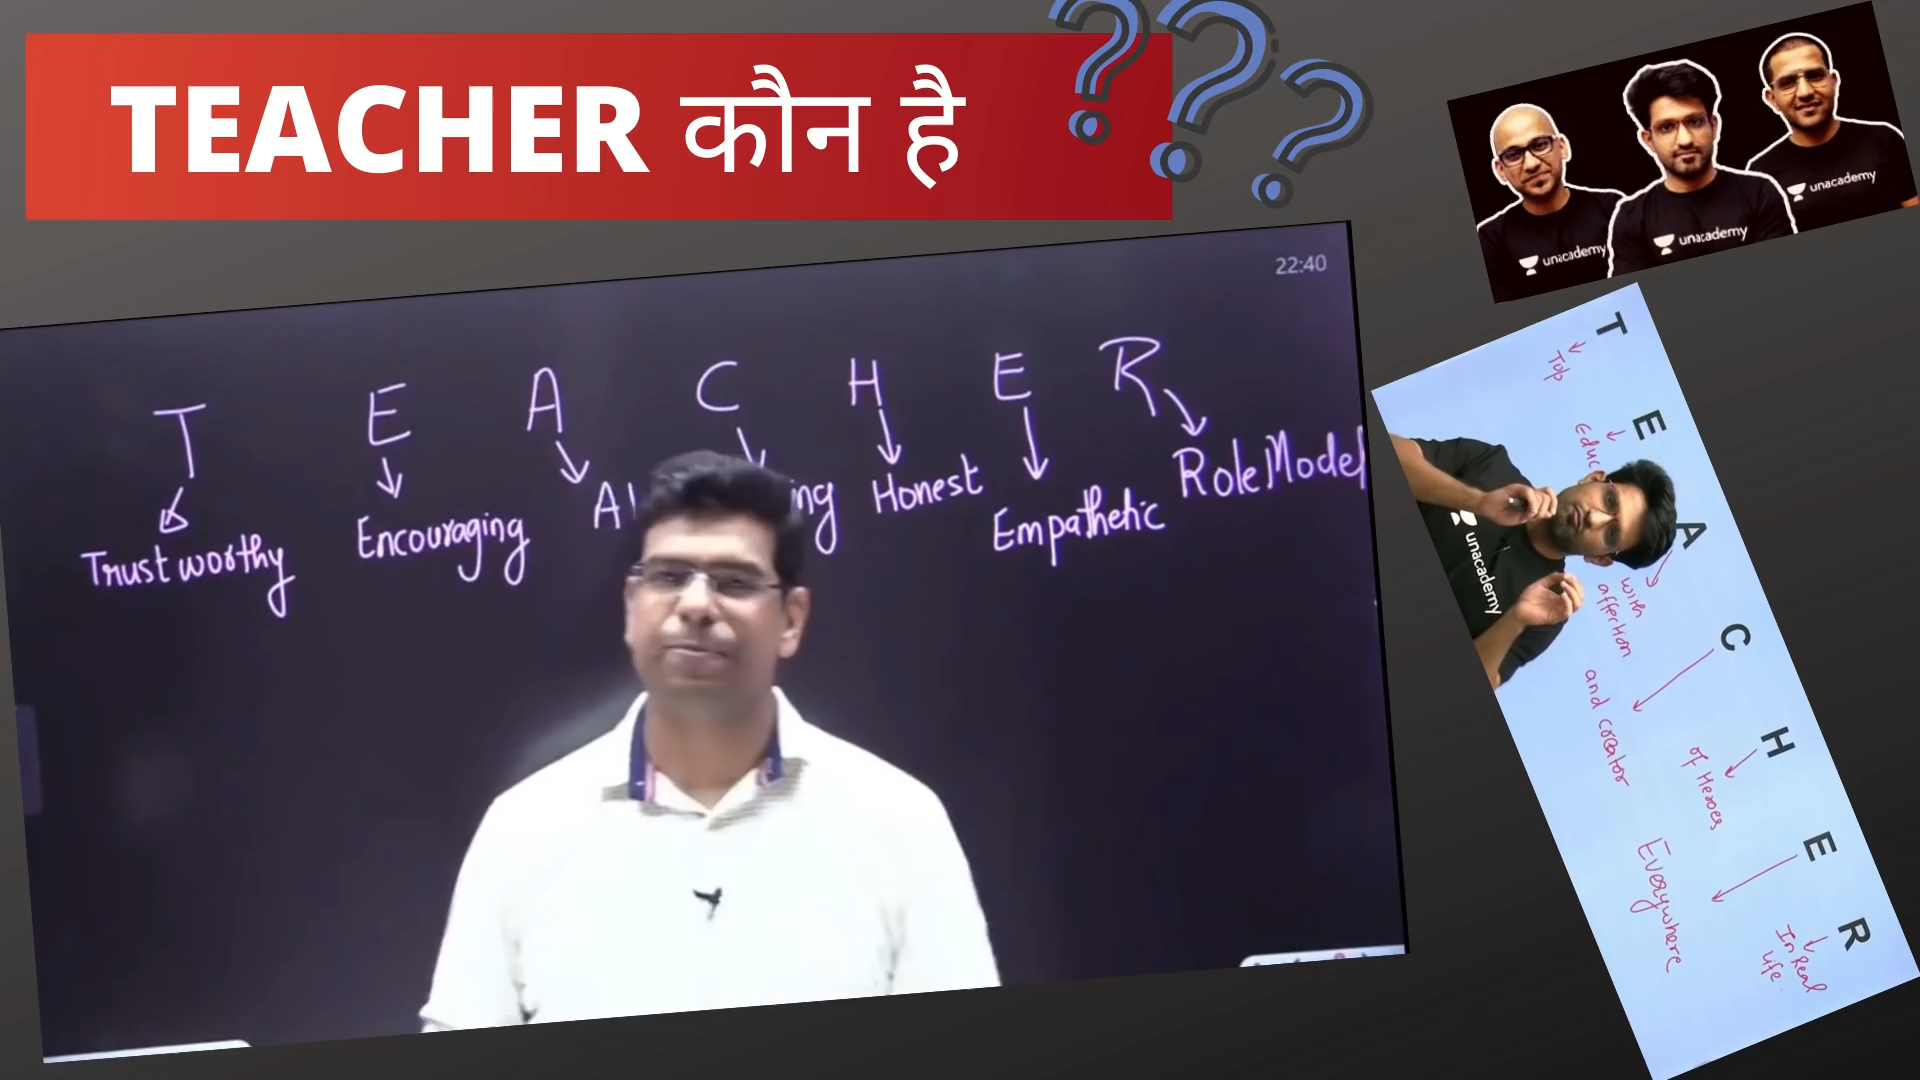 TEACHER कौन है
???
22:40
T E A C H E R
Trustworthy
Encouraging
Honest
Empathetic
Role Model
unacademy
unacademy
unacademy
T E A C H E R
Top
with
affection
and creator
of Heroes
Everywhere
In Real
life.
unacademy